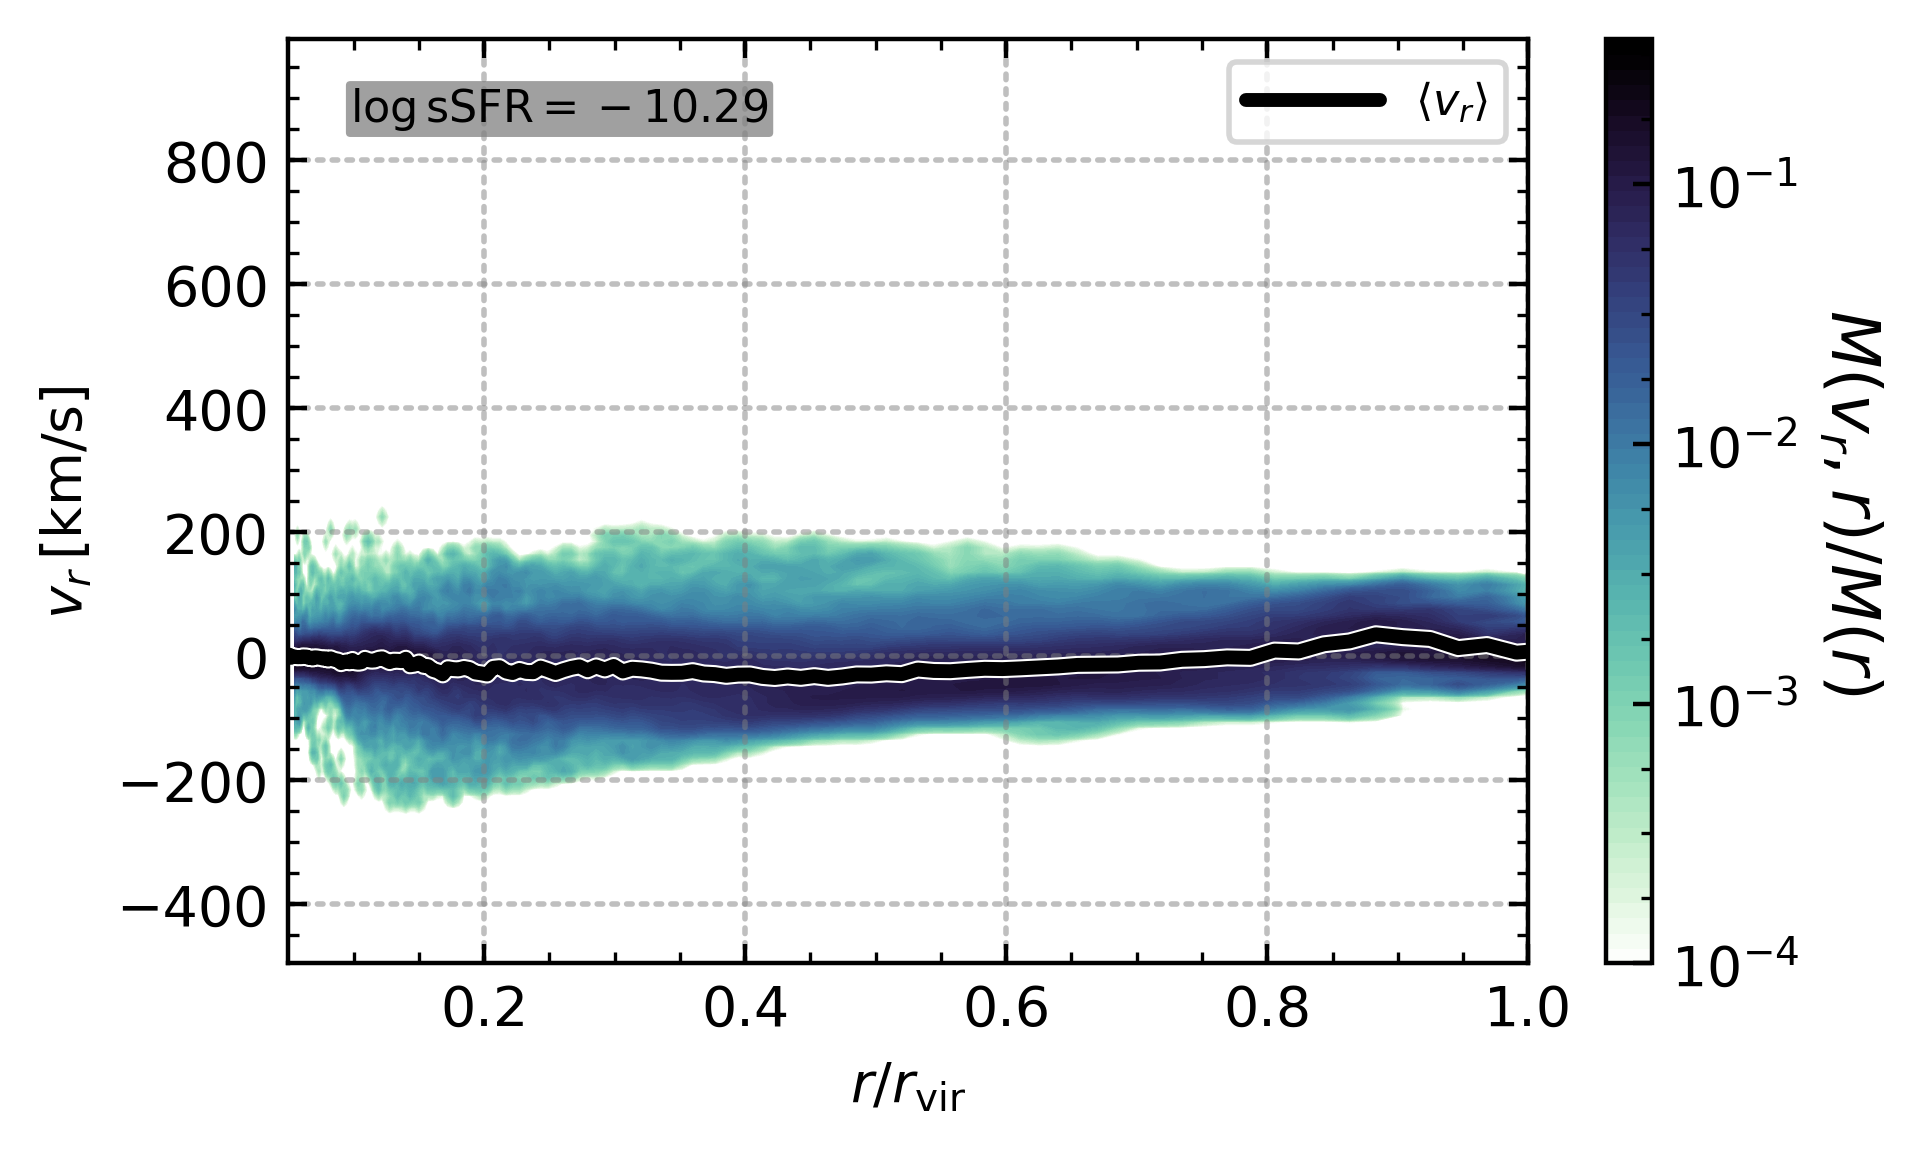 log sSFR = −10.29
⟨v_r⟩
800
600
400
200
0
−200
−400
v_r [km/s]
0.2 0.4 0.6 0.8 1.0
r/r_vir
10^{−1}
10^{−2}
10^{−3}
10^{−4}
M(v_r, r)/M(r)